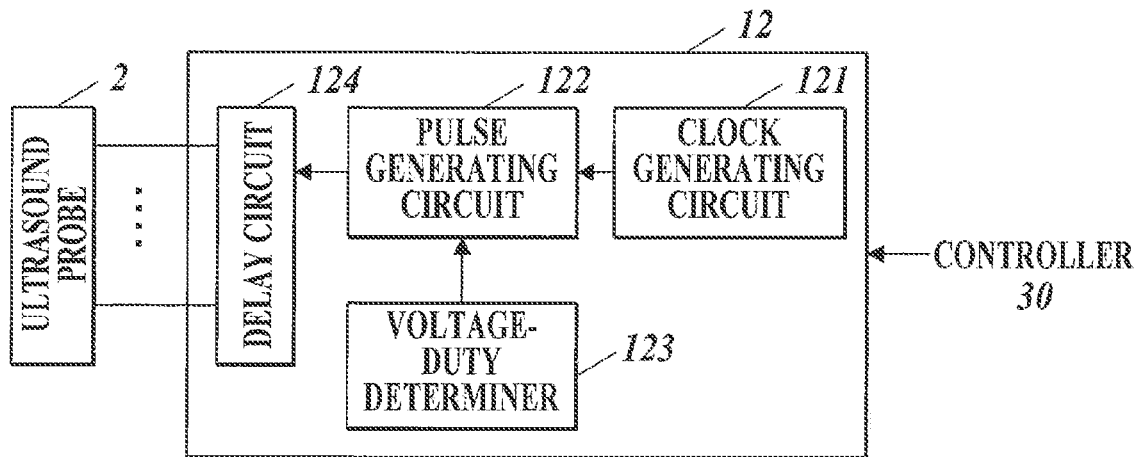 12
2
124
122
121
ULTRASOUND
PROBE
DELAY CIRCUIT
PULSE
GENERATING
CIRCUIT
CLOCK
GENERATING
CIRCUIT
CONTROLLER
30
VOLTAGE-
DUTY
DETERMINER
123